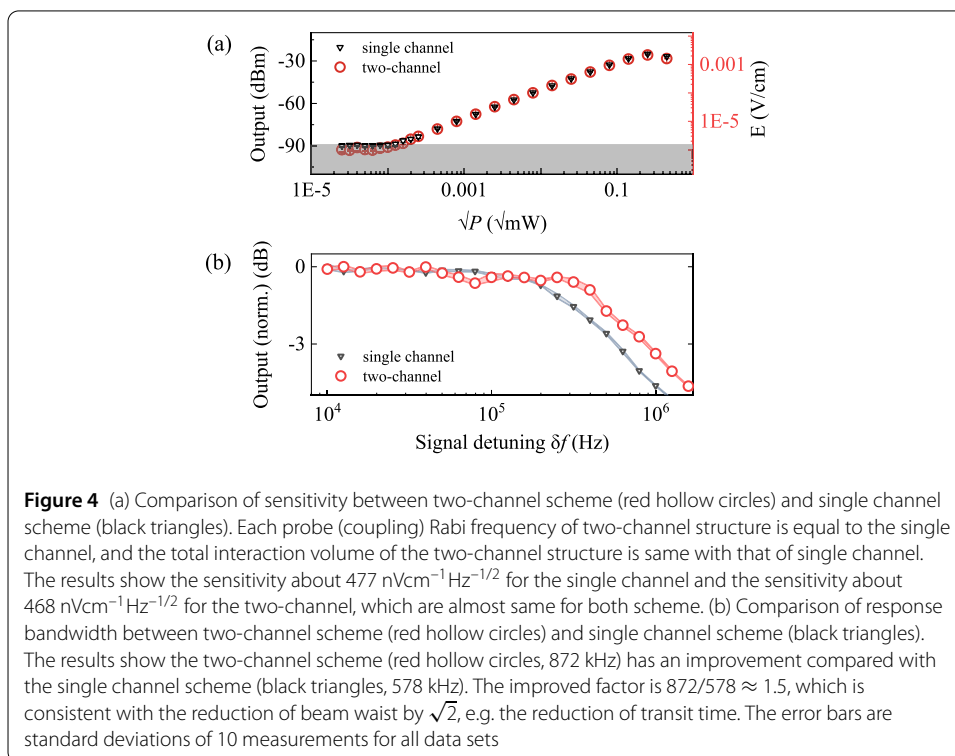 (a)
single channel
two-channel
Output (dBm)
-30
-60
-90
0.001
1E-5
E (V/cm)
1E-5
0.001
0.1
√P (√mW)
(b)
Output (norm.) (dB)
0
-3
single channel
two-channel
10⁴
10⁵
10⁶
Signal detuning δf (Hz)
Figure 4 (a) Comparison of sensitivity between two-channel scheme (red hollow circles) and single channel
scheme (black triangles). Each probe (coupling) Rabi frequency of two-channel structure is equal to the single
channel, and the total interaction volume of the two-channel structure is same with that of single channel.
The results show the sensitivity about 477 nVcm⁻¹Hz⁻¹/² for the single channel and the sensitivity about
468 nVcm⁻¹Hz⁻¹/² for the two-channel, which are almost same for both scheme. (b) Comparison of response
bandwidth between two-channel scheme (red hollow circles) and single channel scheme (black triangles).
The results show the two-channel scheme (red hollow circles, 872 kHz) has an improvement compared with
the single channel scheme (black triangles, 578 kHz). The improved factor is 872/578 ≈ 1.5, which is
consistent with the reduction of beam waist by √2, e.g. the reduction of transit time. The error bars are
standard deviations of 10 measurements for all data sets